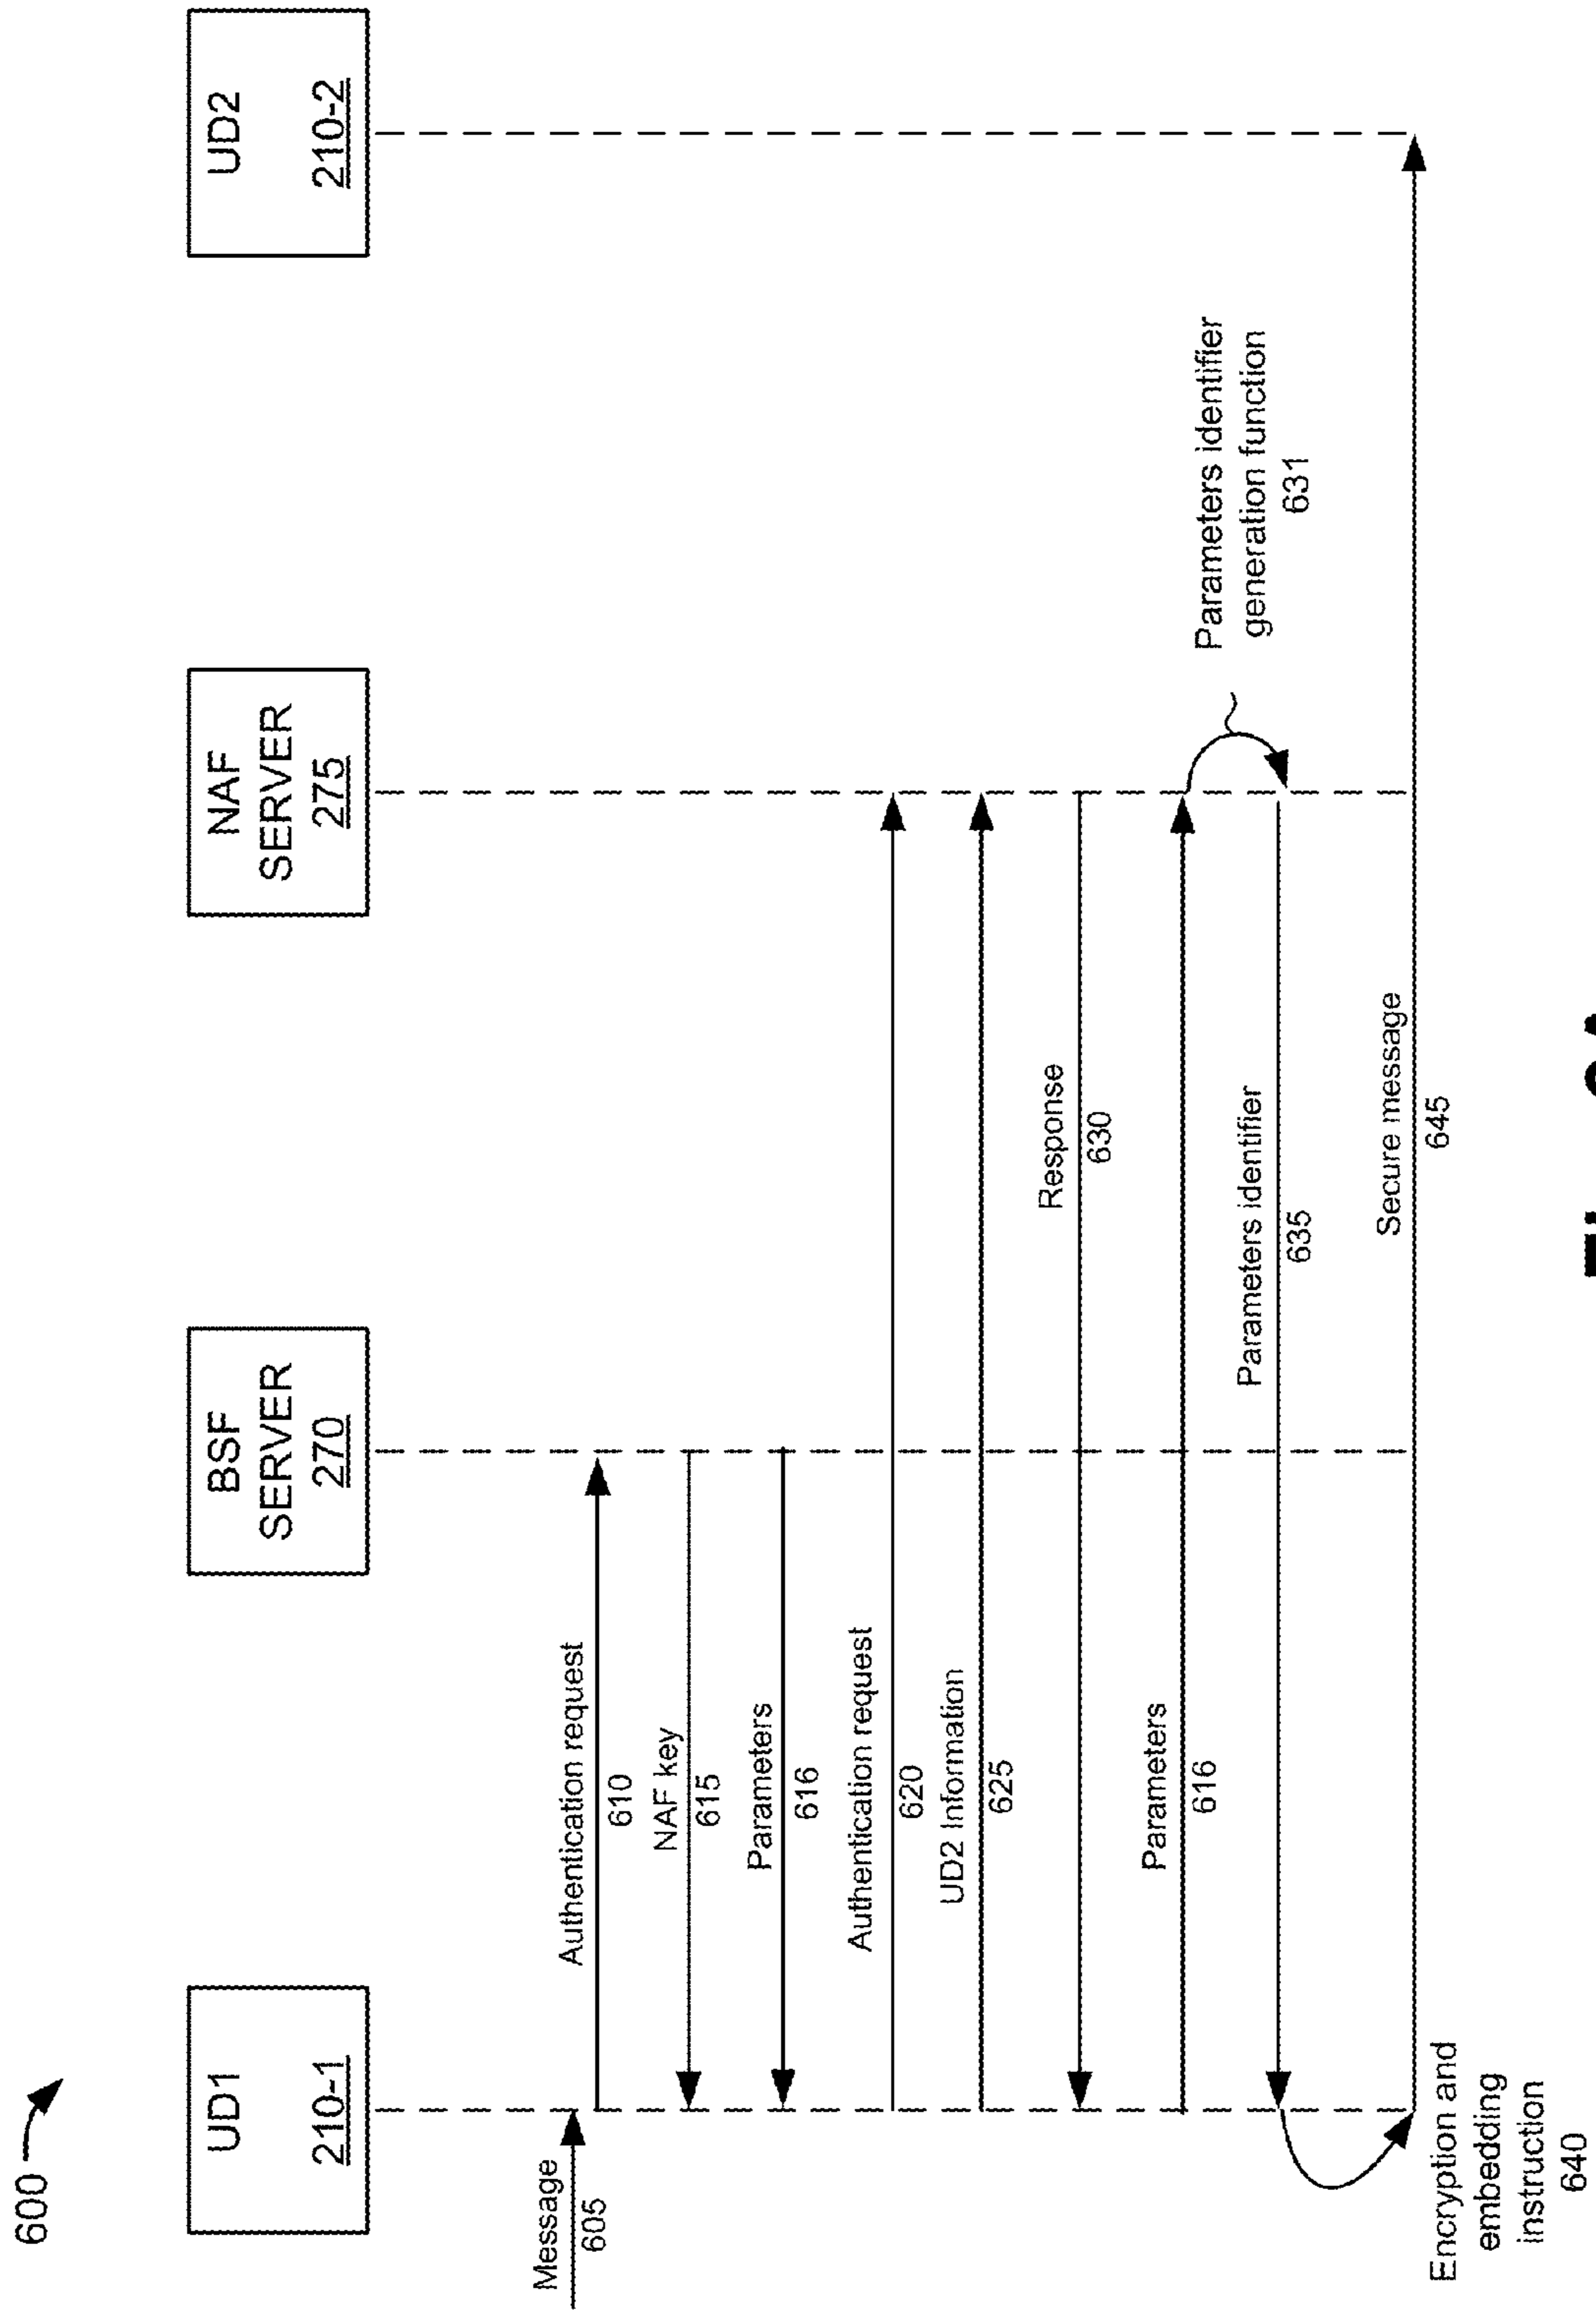 600
UD1
210-1
BSF
SERVER
270
NAF
SERVER
275
UD2
210-2
Message
605
Authentication request
610
NAF key
615
Parameters
616
Authentication request
620
UD2 Information
625
Response
630
Parameters
616
Parameters identifier
generation function
631
Parameters identifier
635
Encryption and
embedding
instruction
640
Secure message
645